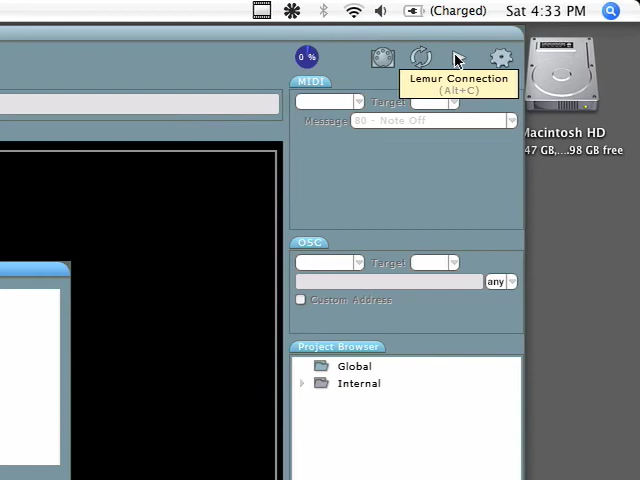 (Charged) Sat 4:33 PM
0 %
Lemur Connection
(Alt+C)
MIDI
Target
Message 80 - Note Off
Macintosh HD
47 GB,....98 GB free
OSC
Target
any
Custom Address
Project Browser
Global
Internal